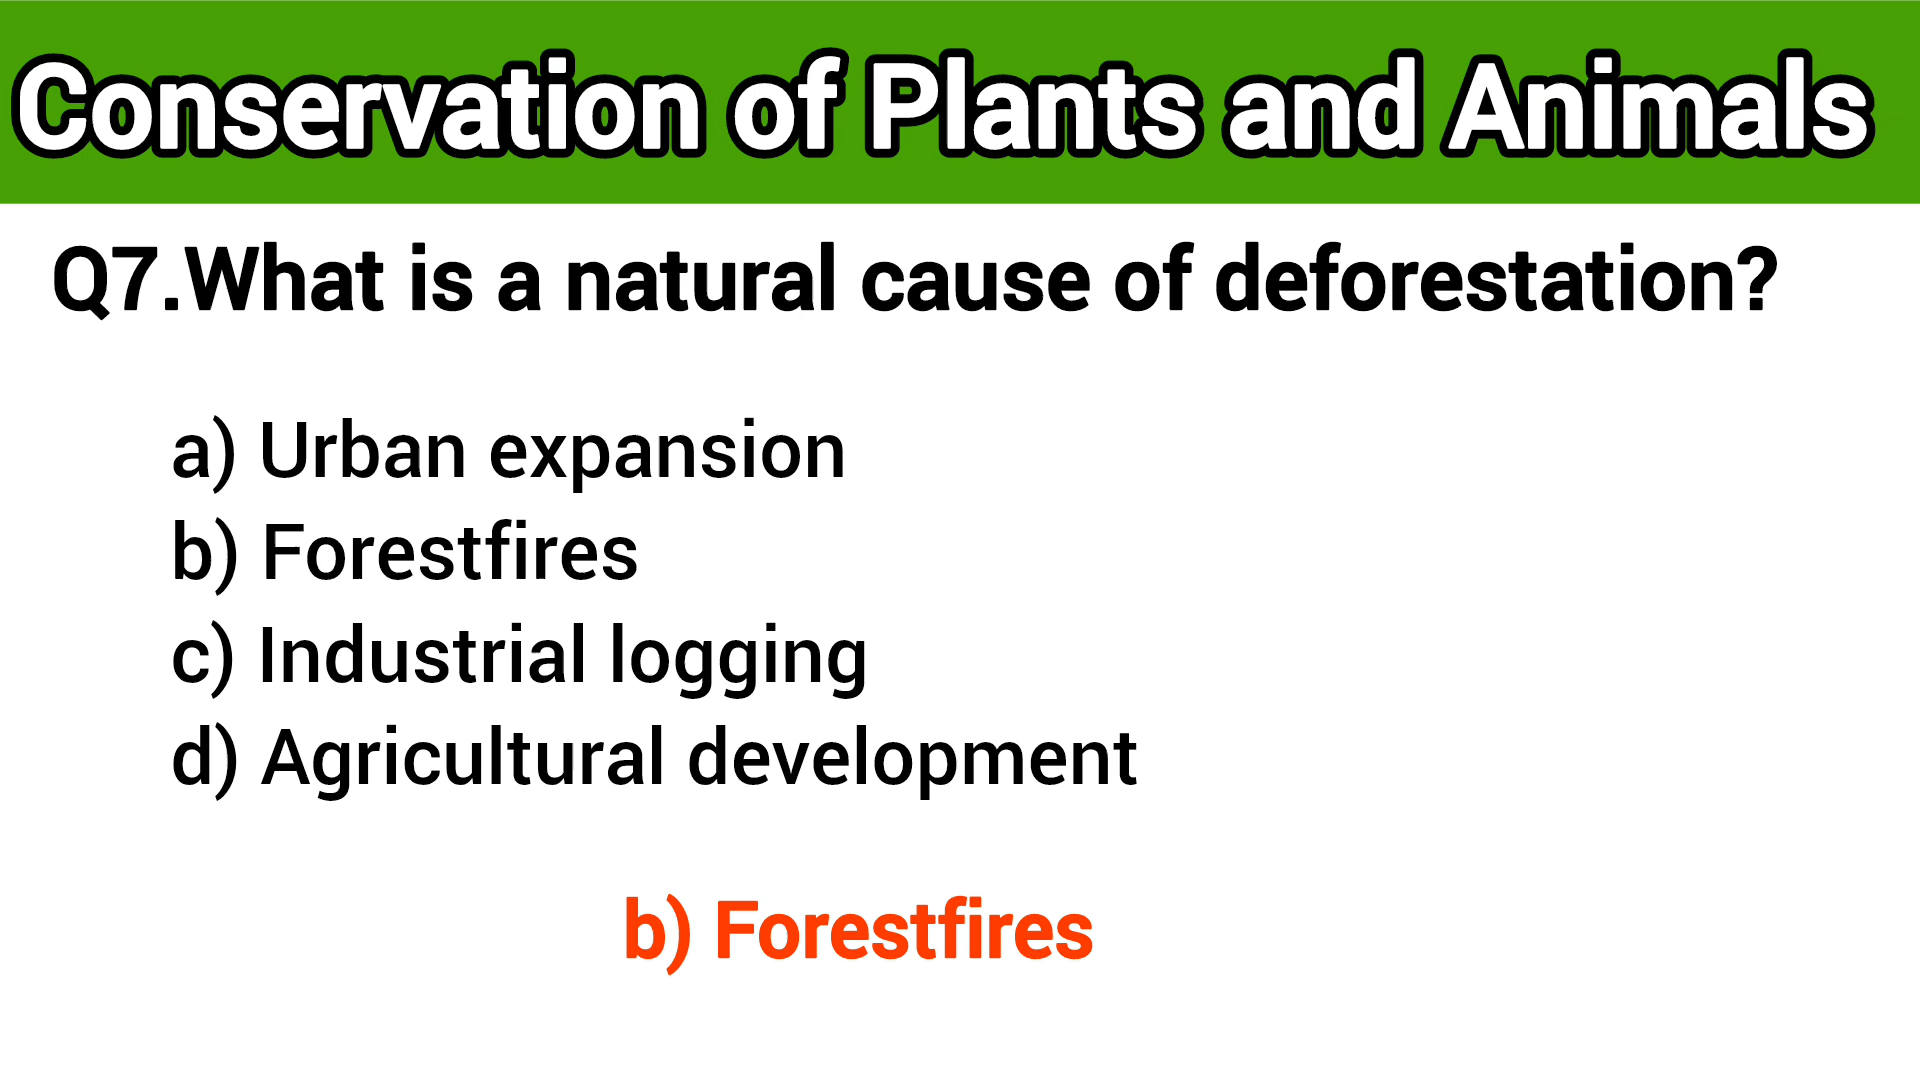 Conservation of Plants and Animals
Q7.What is a natural cause of deforestation?
a) Urban expansion
b) Forestfires
c) Industrial logging
d) Agricultural development
b) Forestfires